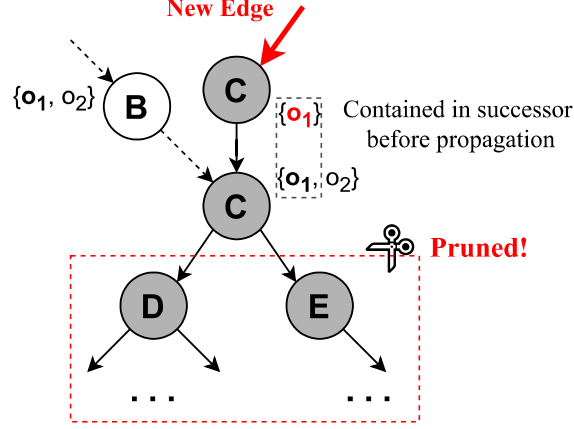 New Edge
C
{o₁}
{o₁, o₂}
B
Contained in successor
before propagation
{o₁, o₂}
C
Pruned!
D
E
. . .
. . .